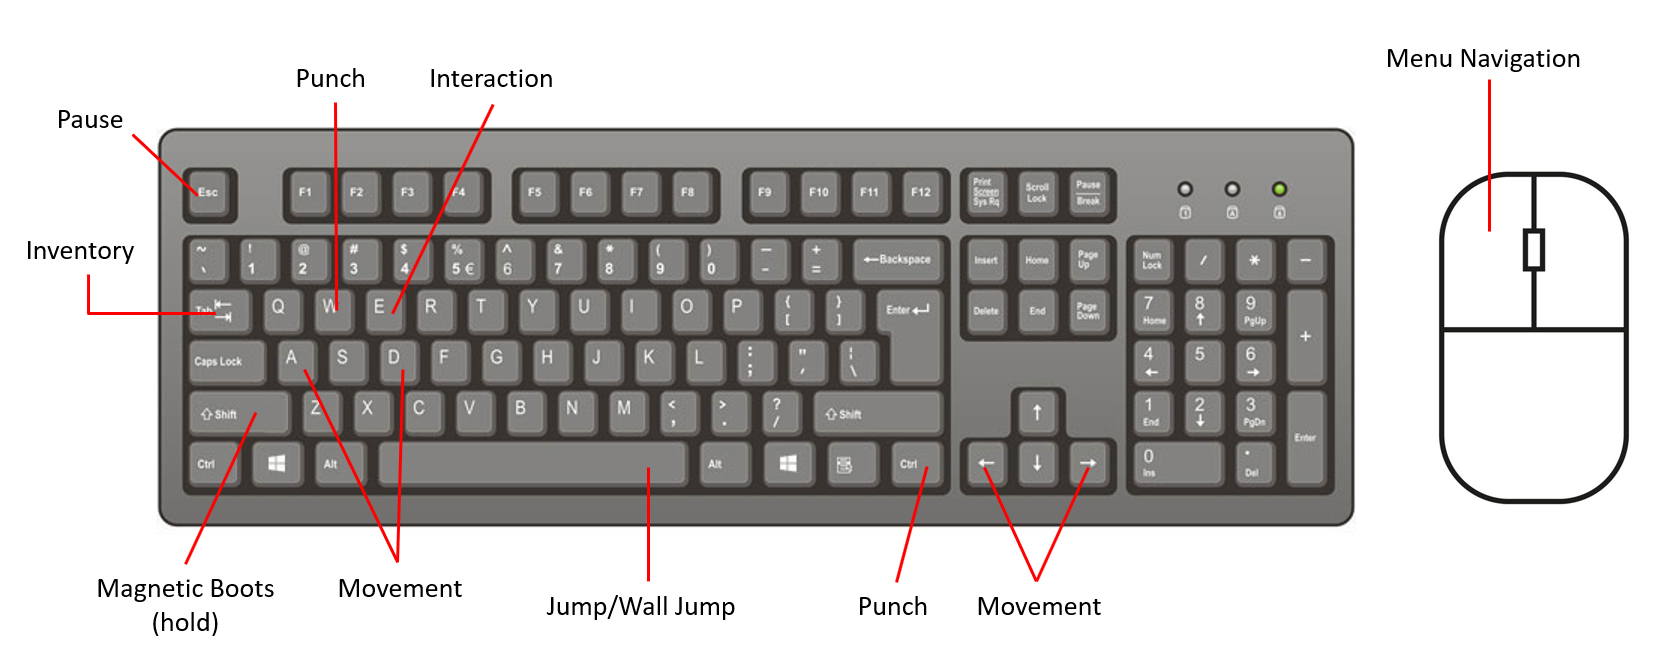 Menu Navigation
Punch
Interaction
Pause
Inventory
Esc
F1 F2 F3 F4
F5 F6 F7 F8
F9 F10 F11 F12
Print
Screen
Sys Rq
Scroll
Lock
Pause
Break
~ ! @ # $ % ^ & * ( ) — +
` 1 2 3 4 5 € 6 7 8 9 0 - =
←Backspace
Insert Home Page
Up
Num
Lock
/ * −
Tab Q W E R T Y U I O P { }
[ ]
Enter
Delete End Page
Down
7 8 9
Home ↑ PgUp
+
Caps Lock A S D F G H J K L : " ¦
; , \
4 5 6
← →
⇧ Shift Z X C V B N M < > ?
, . /
⇧ Shift
↑
1 2 3
End ↓ PgDn
Enter
Ctrl Alt Alt Ctrl
← ↓ →
0 .
Ins Del
Magnetic Boots
(hold)
Movement
Jump/Wall Jump
Punch
Movement